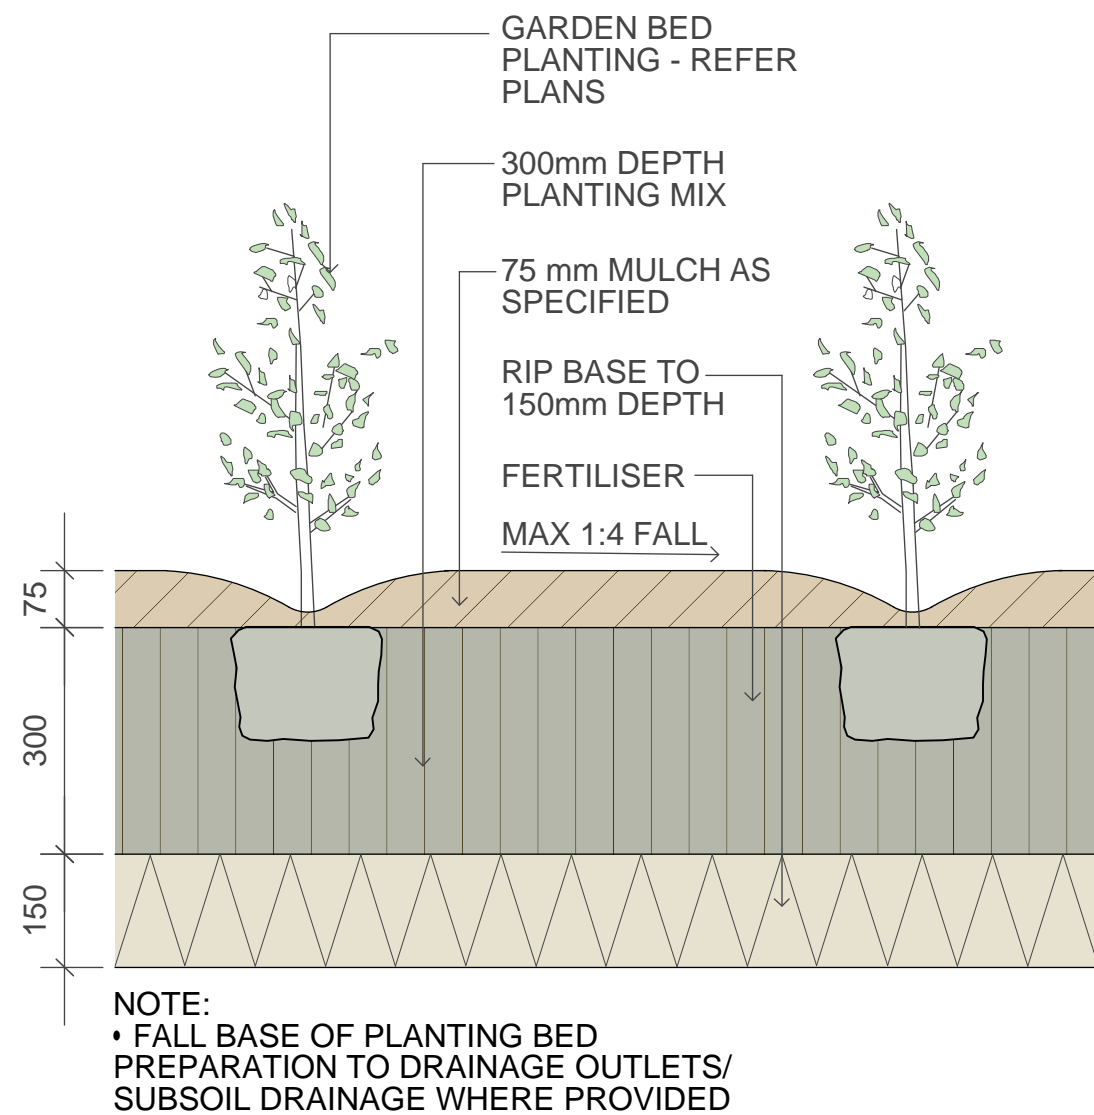 GARDEN BED
PLANTING - REFER
PLANS
300mm DEPTH
PLANTING MIX
75 mm MULCH AS
SPECIFIED
RIP BASE TO
150mm DEPTH
FERTILISER
MAX 1:4 FALL
75
300
150
NOTE:
• FALL BASE OF PLANTING BED
PREPARATION TO DRAINAGE OUTLETS/
SUBSOIL DRAINAGE WHERE PROVIDED